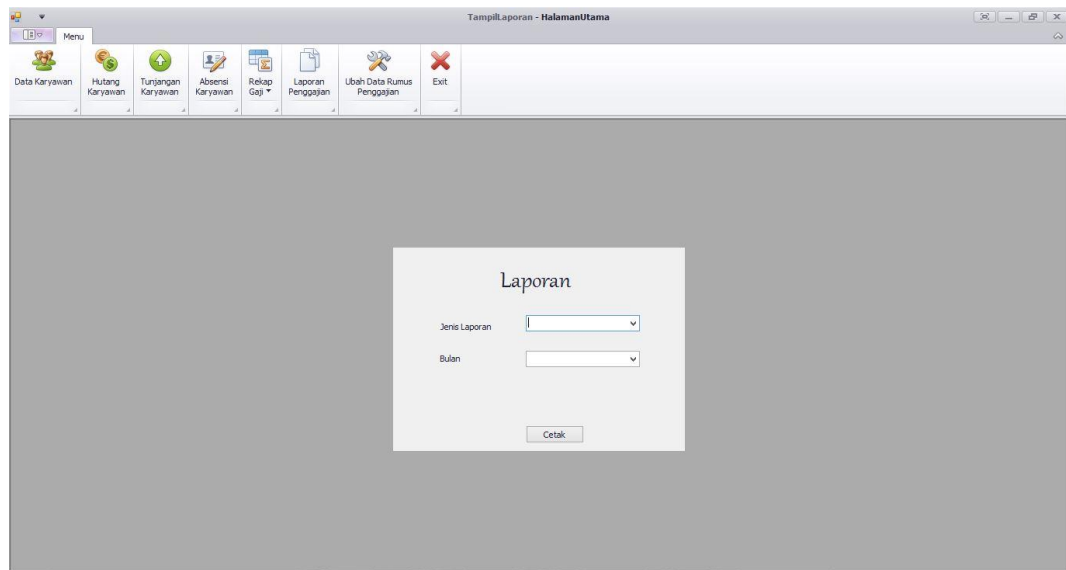 TampilLaporan - HalamanUtama
Menu
Data Karyawan
Hutang
Karyawan
Tunjangan
Karyawan
Absensi
Karyawan
Rekap
Gaji
Laporan
Penggajian
Ubah Data Rumus
Penggajian
Exit
Laporan
Jenis Laporan
Bulan
Cetak